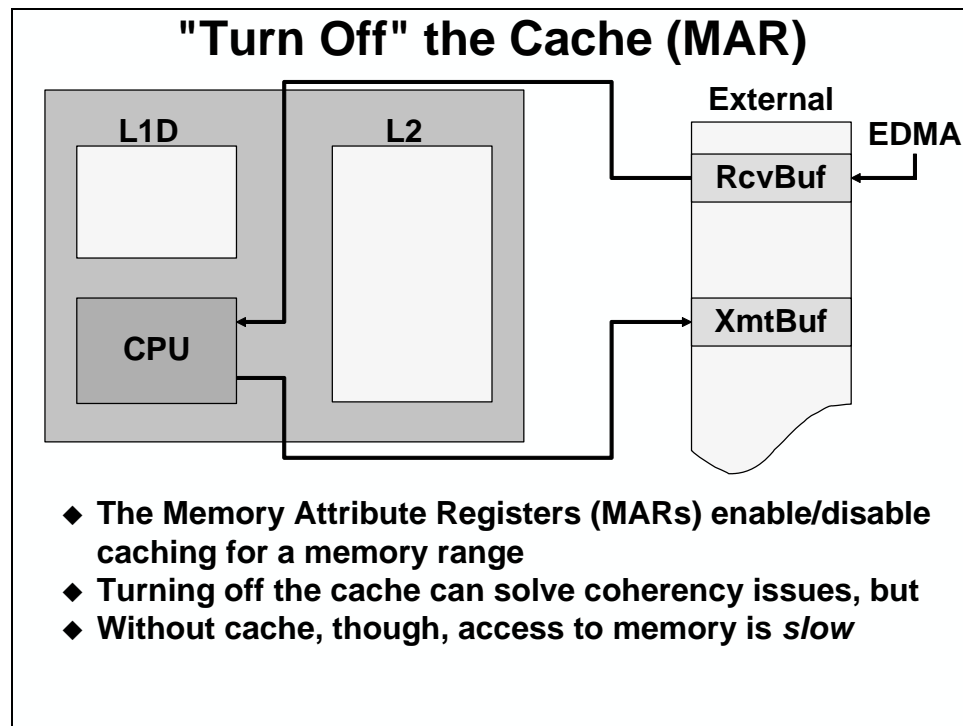 "Turn Off" the Cache (MAR)
L1D
L2
External
EDMA
RcvBuf
CPU
XmtBuf
◆ The Memory Attribute Registers (MARs) enable/disable
caching for a memory range
◆ Turning off the cache can solve coherency issues, but
◆ Without cache, though, access to memory is slow